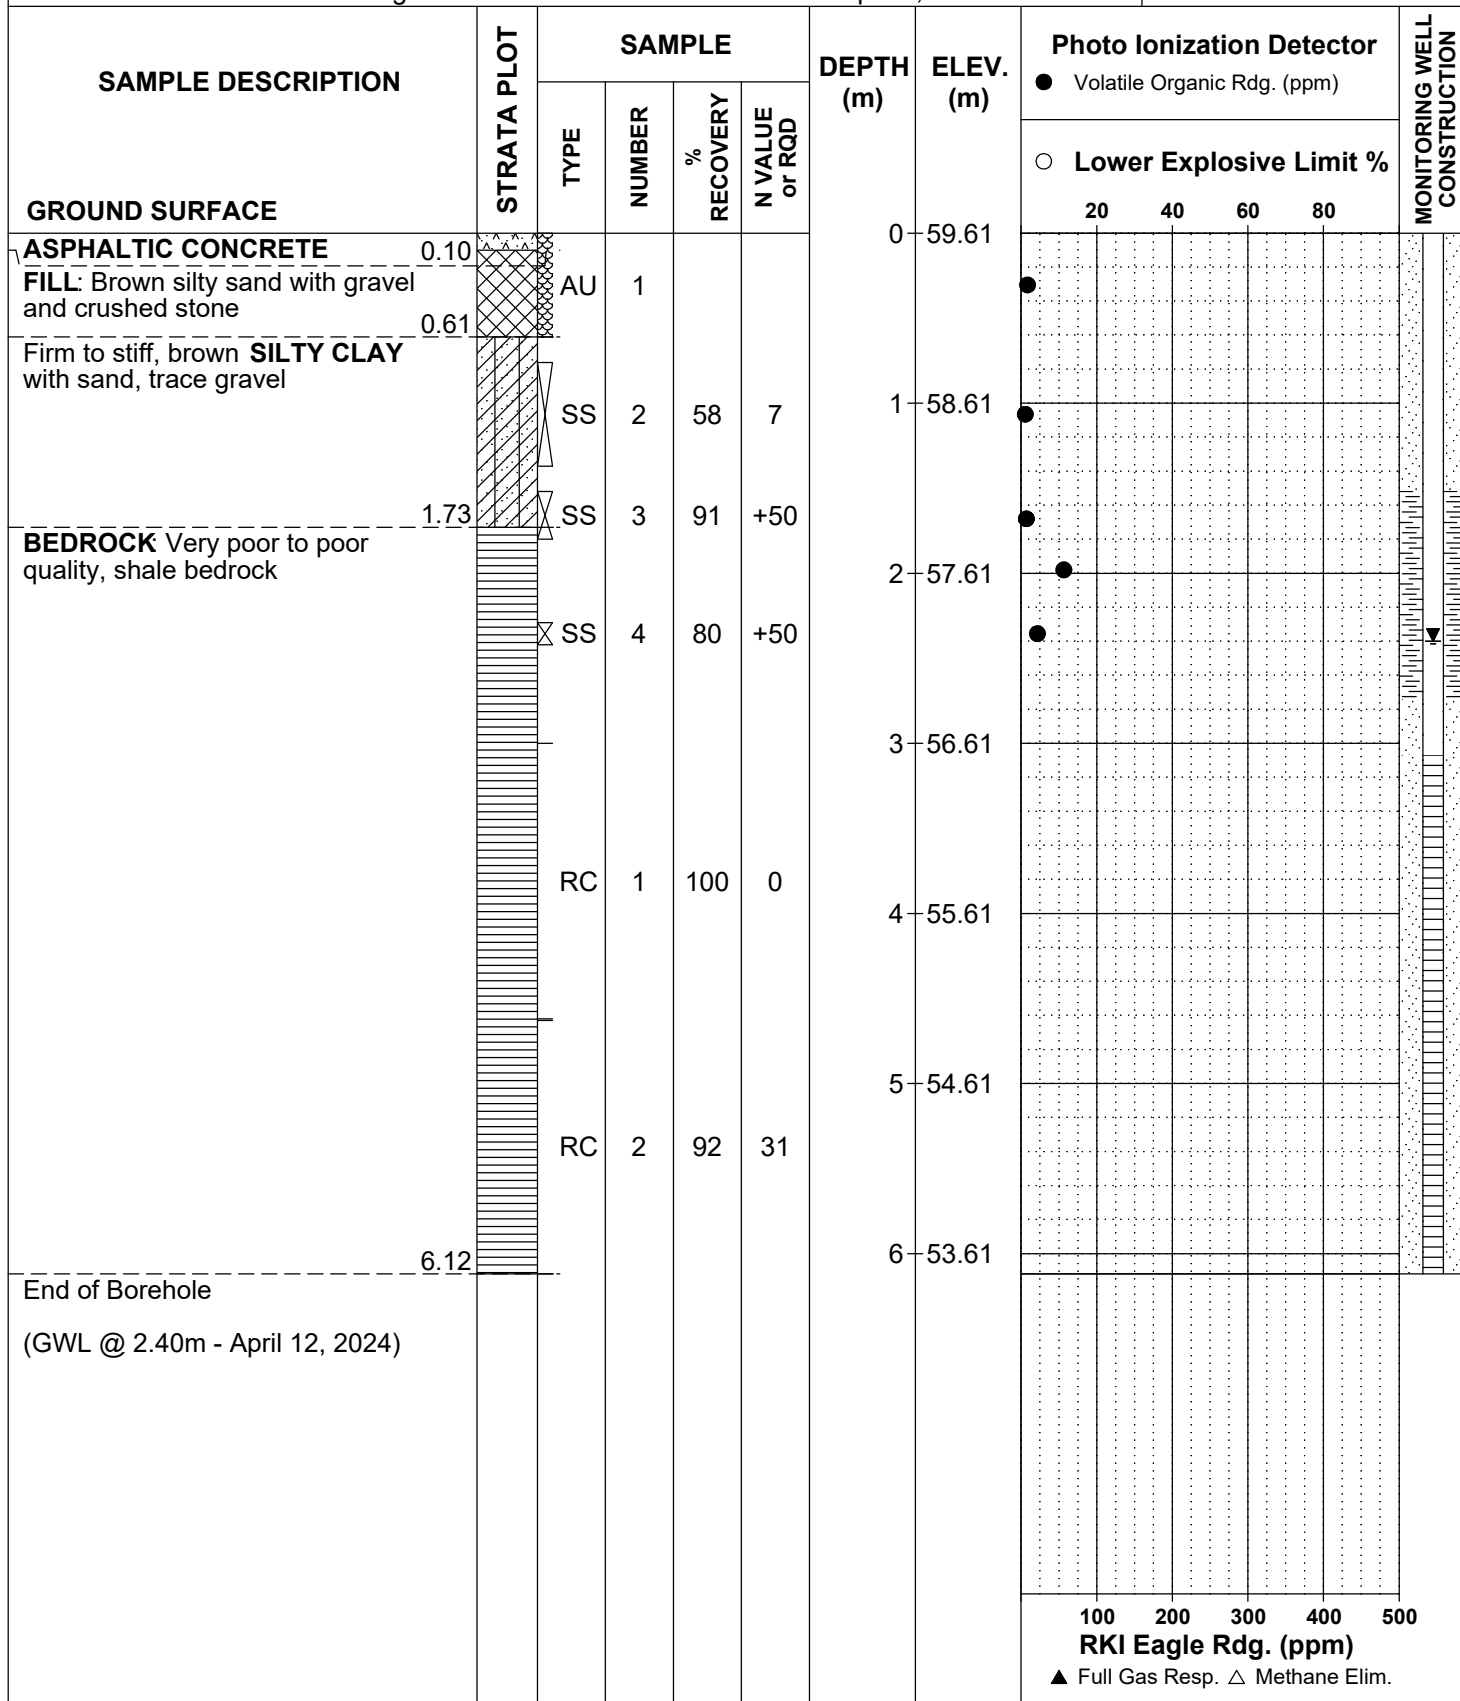 SAMPLE DESCRIPTION
GROUND SURFACE
STRATA PLOT
SAMPLE
TYPE
NUMBER
%
RECOVERY
N VALUE
or RQD
DEPTH
(m)
ELEV.
(m)
Photo Ionization Detector
● Volatile Organic Rdg. (ppm)
○ Lower Explosive Limit %
20 40 60 80
MONITORING WELL
CONSTRUCTION
0 59.61
ASPHALTIC CONCRETE 0.10
FILL: Brown silty sand with gravel
and crushed stone
0.61
AU 1
Firm to stiff, brown SILTY CLAY
with sand, trace gravel
1 58.61
SS 2 58 7
1.73
SS 3 91 +50
BEDROCK: Very poor to poor
quality, shale bedrock
2 57.61
SS 4 80 +50
3 56.61
RC 1 100 0
4 55.61
5 54.61
RC 2 92 31
6 53.61
6.12
End of Borehole
(GWL @ 2.40m - April 12, 2024)
100 200 300 400 500
RKI Eagle Rdg. (ppm)
▲ Full Gas Resp. △ Methane Elim.